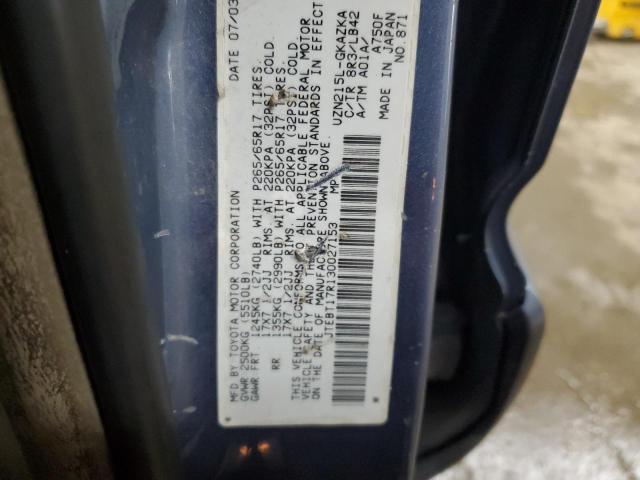 MFD BY TOYOTA MOTOR CORPORATION DATE 07/03
GVWR 2500KG (5510LB)
GAWR FRT 1245KG (2740LB) WITH P265/65R17 TIRES,
17X7 1/2JJ RIMS, AT 220KPA (32PSI) COLD
RR 1355KG (2990LB) WITH P265/65R17 TIRES,
17X7 1/2JJ RIMS, AT 220KPA (32PSI) COLD
THIS VEHICLE CONFORMS TO ALL APPLICABLE FEDERAL MOTOR
VEHICLE SAFETY AND THEFT PREVENTION STANDARDS IN EFFECT
ON THE DATE OF MANUFACTURE SHOWN ABOVE.
JTEBT17R130027153 MP
UZN215L-GKAZKA
C/TR 8R3/LB42
A/TM A01A/
A750F
MADE IN JAPAN
NO.871